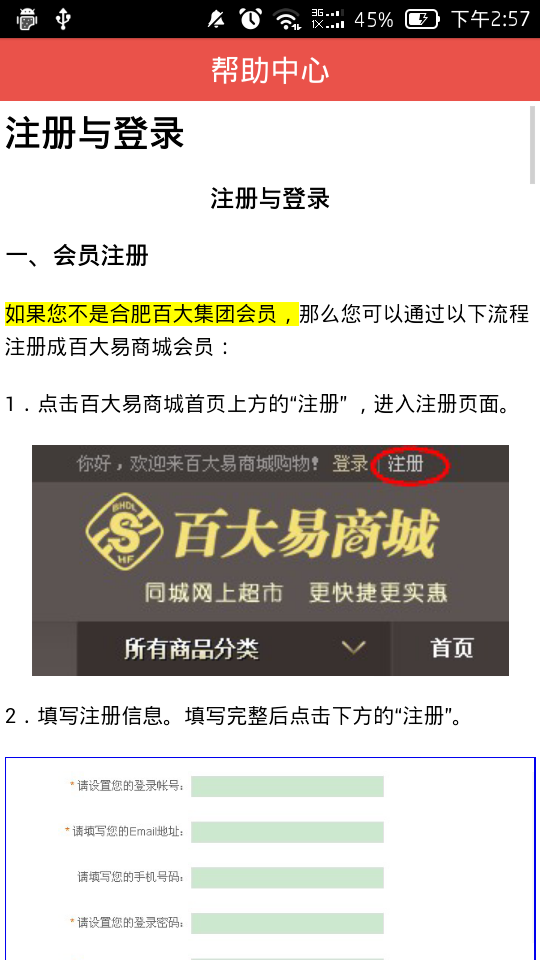 3G
1X
45%
下午2:57
帮助中心
注册与登录
注册与登录
一、会员注册
如果您不是合肥百大集团会员，那么您可以通过以下流程
注册成百大易商城会员：
1．点击百大易商城首页上方的“注册” ，进入注册页面。
你好，欢迎来百大易商城购物！ 登录 | 注册
BHDL
S
HF
百大易商城
同城网上超市 更快捷更实惠
所有商品分类 首页
2．填写注册信息。填写完整后点击下方的“注册”。
*请设置您的登录帐号：
*请填写您的Email地址：
请填写您的手机号码：
*请设置您的登录密码：